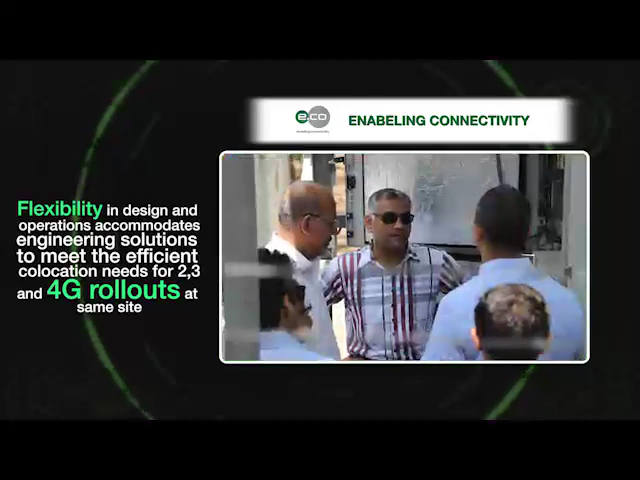 e.co
ENABELING CONNECTIVITY
Flexibility in design and
operations accommodates
engineering solutions
to meet the efficient
colocation needs for 2,3
and 4G rollouts at
same site